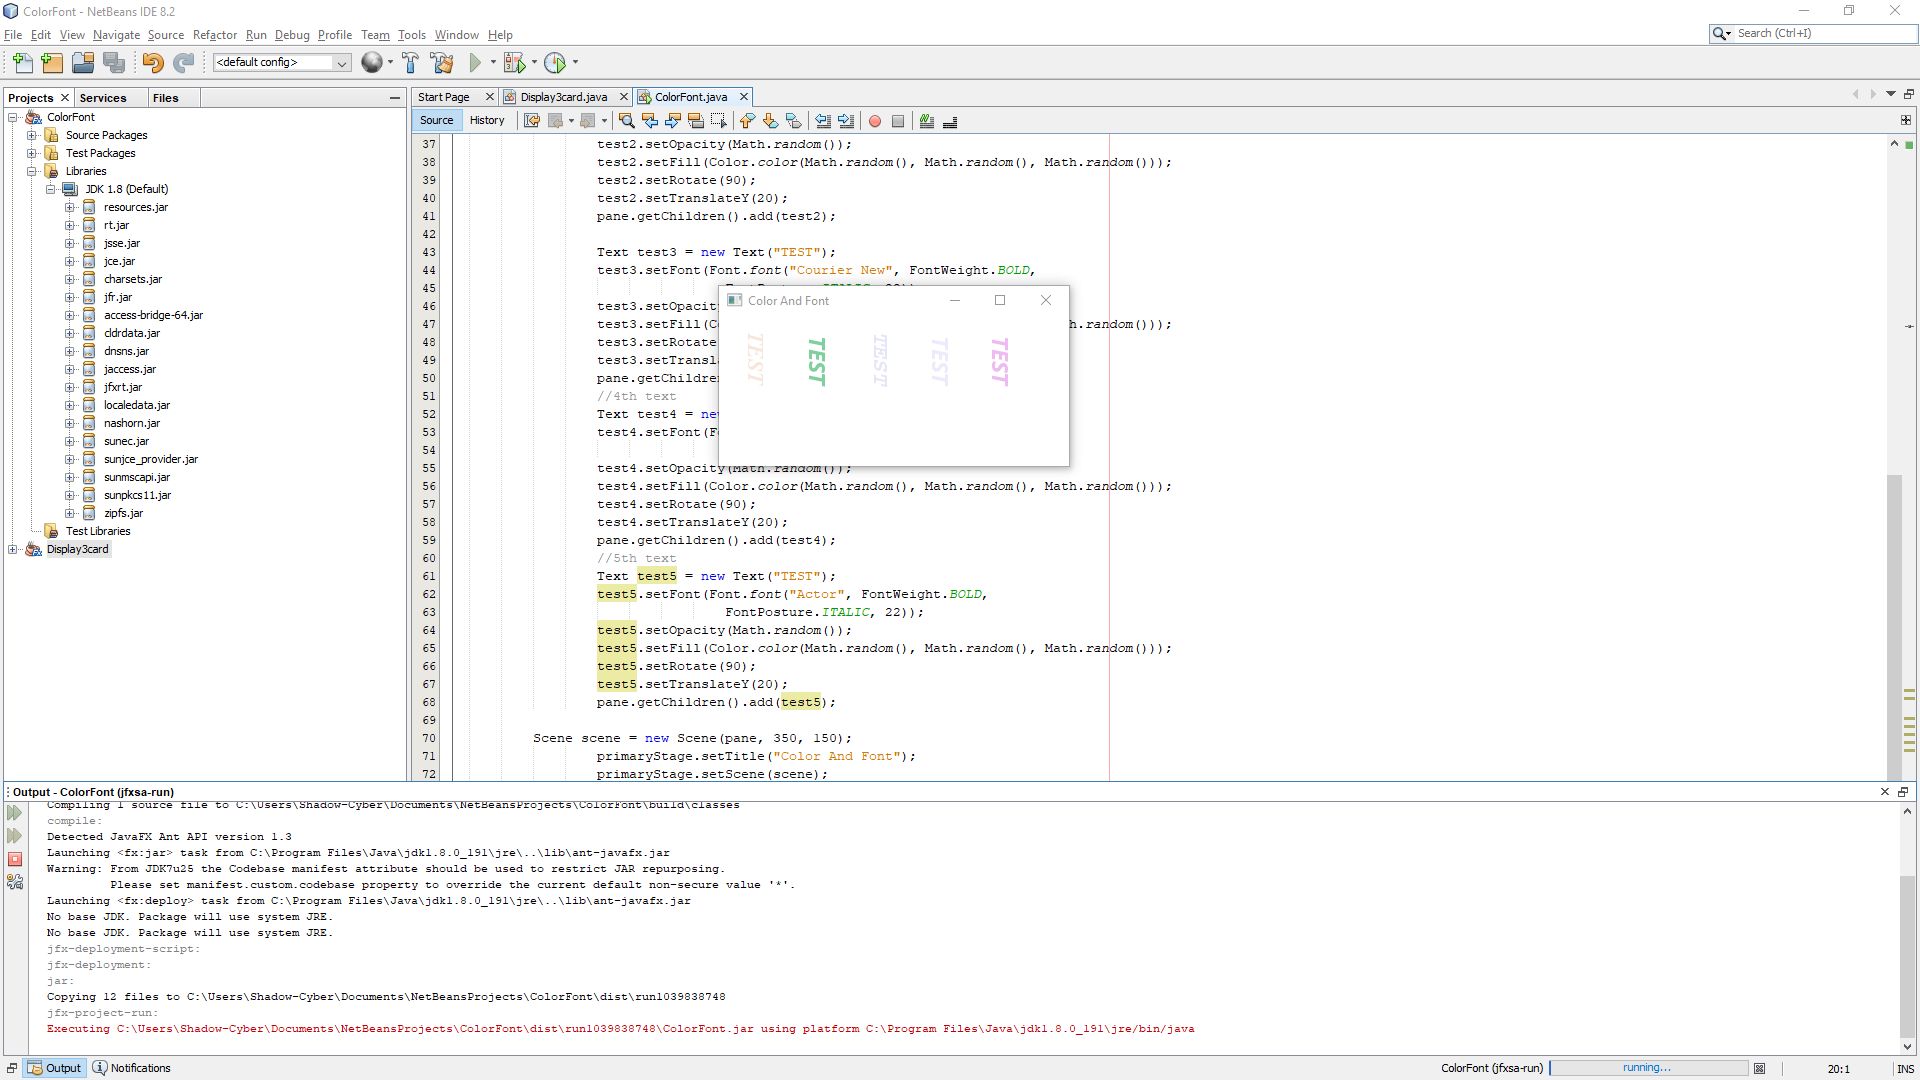 ColorFont - NetBeans IDE 8.2
File Edit View Navigate Source Refactor Run Debug Profile Team Tools Window Help
Search (Ctrl+I)
<default config>
Projects Services Files
Start Page Display3card.java ColorFont.java
Source History
ColorFont
Source Packages
Test Packages
Libraries
JDK 1.8 (Default)
resources.jar
rt.jar
jsse.jar
jce.jar
charsets.jar
jfr.jar
access-bridge-64.jar
cldrdata.jar
dnsns.jar
jaccess.jar
jfxrt.jar
localedata.jar
nashorn.jar
sunec.jar
sunjce_provider.jar
sunmscapi.jar
sunpkcs11.jar
zipfs.jar
Test Libraries
Display3card
37 test2.setOpacity(Math.random());
38 test2.setFill(Color.color(Math.random(), Math.random(), Math.random()));
39 test2.setRotate(90);
40 test2.setTranslateY(20);
41 pane.getChildren().add(test2);
42
43 Text test3 = new Text("TEST");
44 test3.setFont(Font.font("Courier New", FontWeight.BOLD,
45
46 test3.setOpacit
47 test3.setFill(C h.random()));
48 test3.setRotate
49 test3.setTransl
50 pane.getChildre
51 //4th text
52 Text test4 = ne
53 test4.setFont(F
54
55 test4.setOpacity(Math.random());
56 test4.setFill(Color.color(Math.random(), Math.random(), Math.random()));
57 test4.setRotate(90);
58 test4.setTranslateY(20);
59 pane.getChildren().add(test4);
60 //5th text
61 Text test5 = new Text("TEST");
62 test5.setFont(Font.font("Actor", FontWeight.BOLD,
63 FontPosture.ITALIC, 22));
64 test5.setOpacity(Math.random());
65 test5.setFill(Color.color(Math.random(), Math.random(), Math.random()));
66 test5.setRotate(90);
67 test5.setTranslateY(20);
68 pane.getChildren().add(test5);
69
70 Scene scene = new Scene(pane, 350, 150);
71 primaryStage.setTitle("Color And Font");
72 primaryStage.setScene(scene);
Color And Font
TEST TEST TEST TEST TEST
Output - ColorFont (jfxsa-run)
Compiling 1 source file to C:\Users\Shadow-Cyber\Documents\NetBeansProjects\ColorFont\build\classes
compile:
Detected JavaFX Ant API version 1.3
Launching <fx:jar> task from C:\Program Files\Java\jdk1.8.0_191\jre\..\lib\ant-javafx.jar
Warning: From JDK7u25 the Codebase manifest attribute should be used to restrict JAR repurposing.
Please set manifest.custom.codebase property to override the current default non-secure value '*'.
Launching <fx:deploy> task from C:\Program Files\Java\jdk1.8.0_191\jre\..\lib\ant-javafx.jar
No base JDK. Package will use system JRE.
No base JDK. Package will use system JRE.
jfx-deployment-script:
jfx-deployment:
jar:
Copying 12 files to C:\Users\Shadow-Cyber\Documents\NetBeansProjects\ColorFont\dist\run1039838748
jfx-project-run:
Executing C:\Users\Shadow-Cyber\Documents\NetBeansProjects\ColorFont\dist\run1039838748\ColorFont.jar using platform C:\Program Files\Java\jdk1.8.0_191\jre/bin/java
Output Notifications
ColorFont (jfxsa-run) running... 20:1 INS